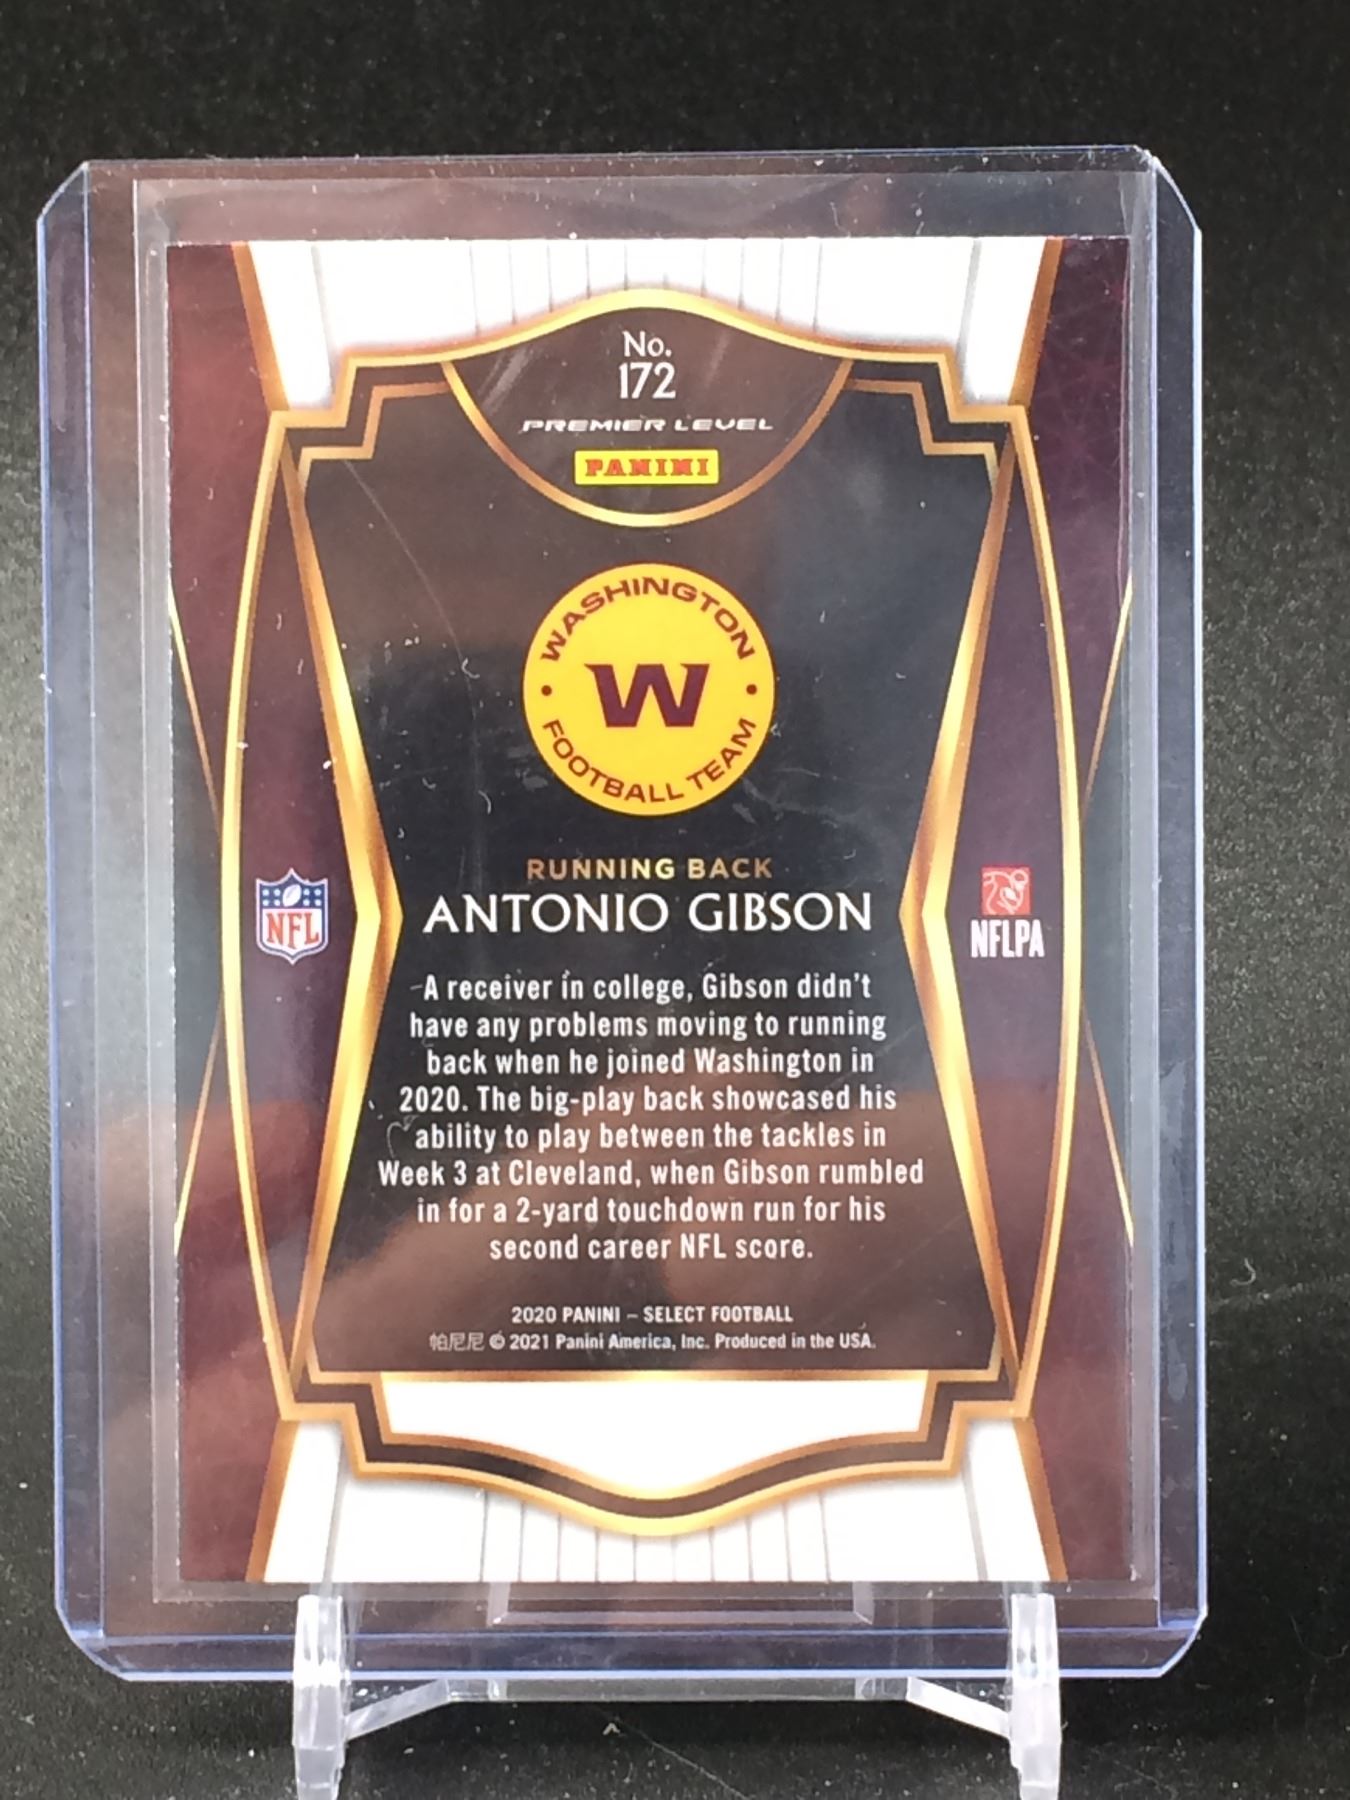 No.
172
PREMIER LEVEL
PANINI
WASHINGTON
W
FOOTBALL TEAM
RUNNING BACK
ANTONIO GIBSON
NFL
NFLPA
A receiver in college, Gibson didn't
have any problems moving to running
back when he joined Washington in
2020. The big-play back showcased his
ability to play between the tackles in
Week 3 at Cleveland, when Gibson rumbled
in for a 2-yard touchdown run for his
second career NFL score.
2020 PANINI – SELECT FOOTBALL
帕尼尼 © 2021 Panini America, Inc. Produced in the USA.